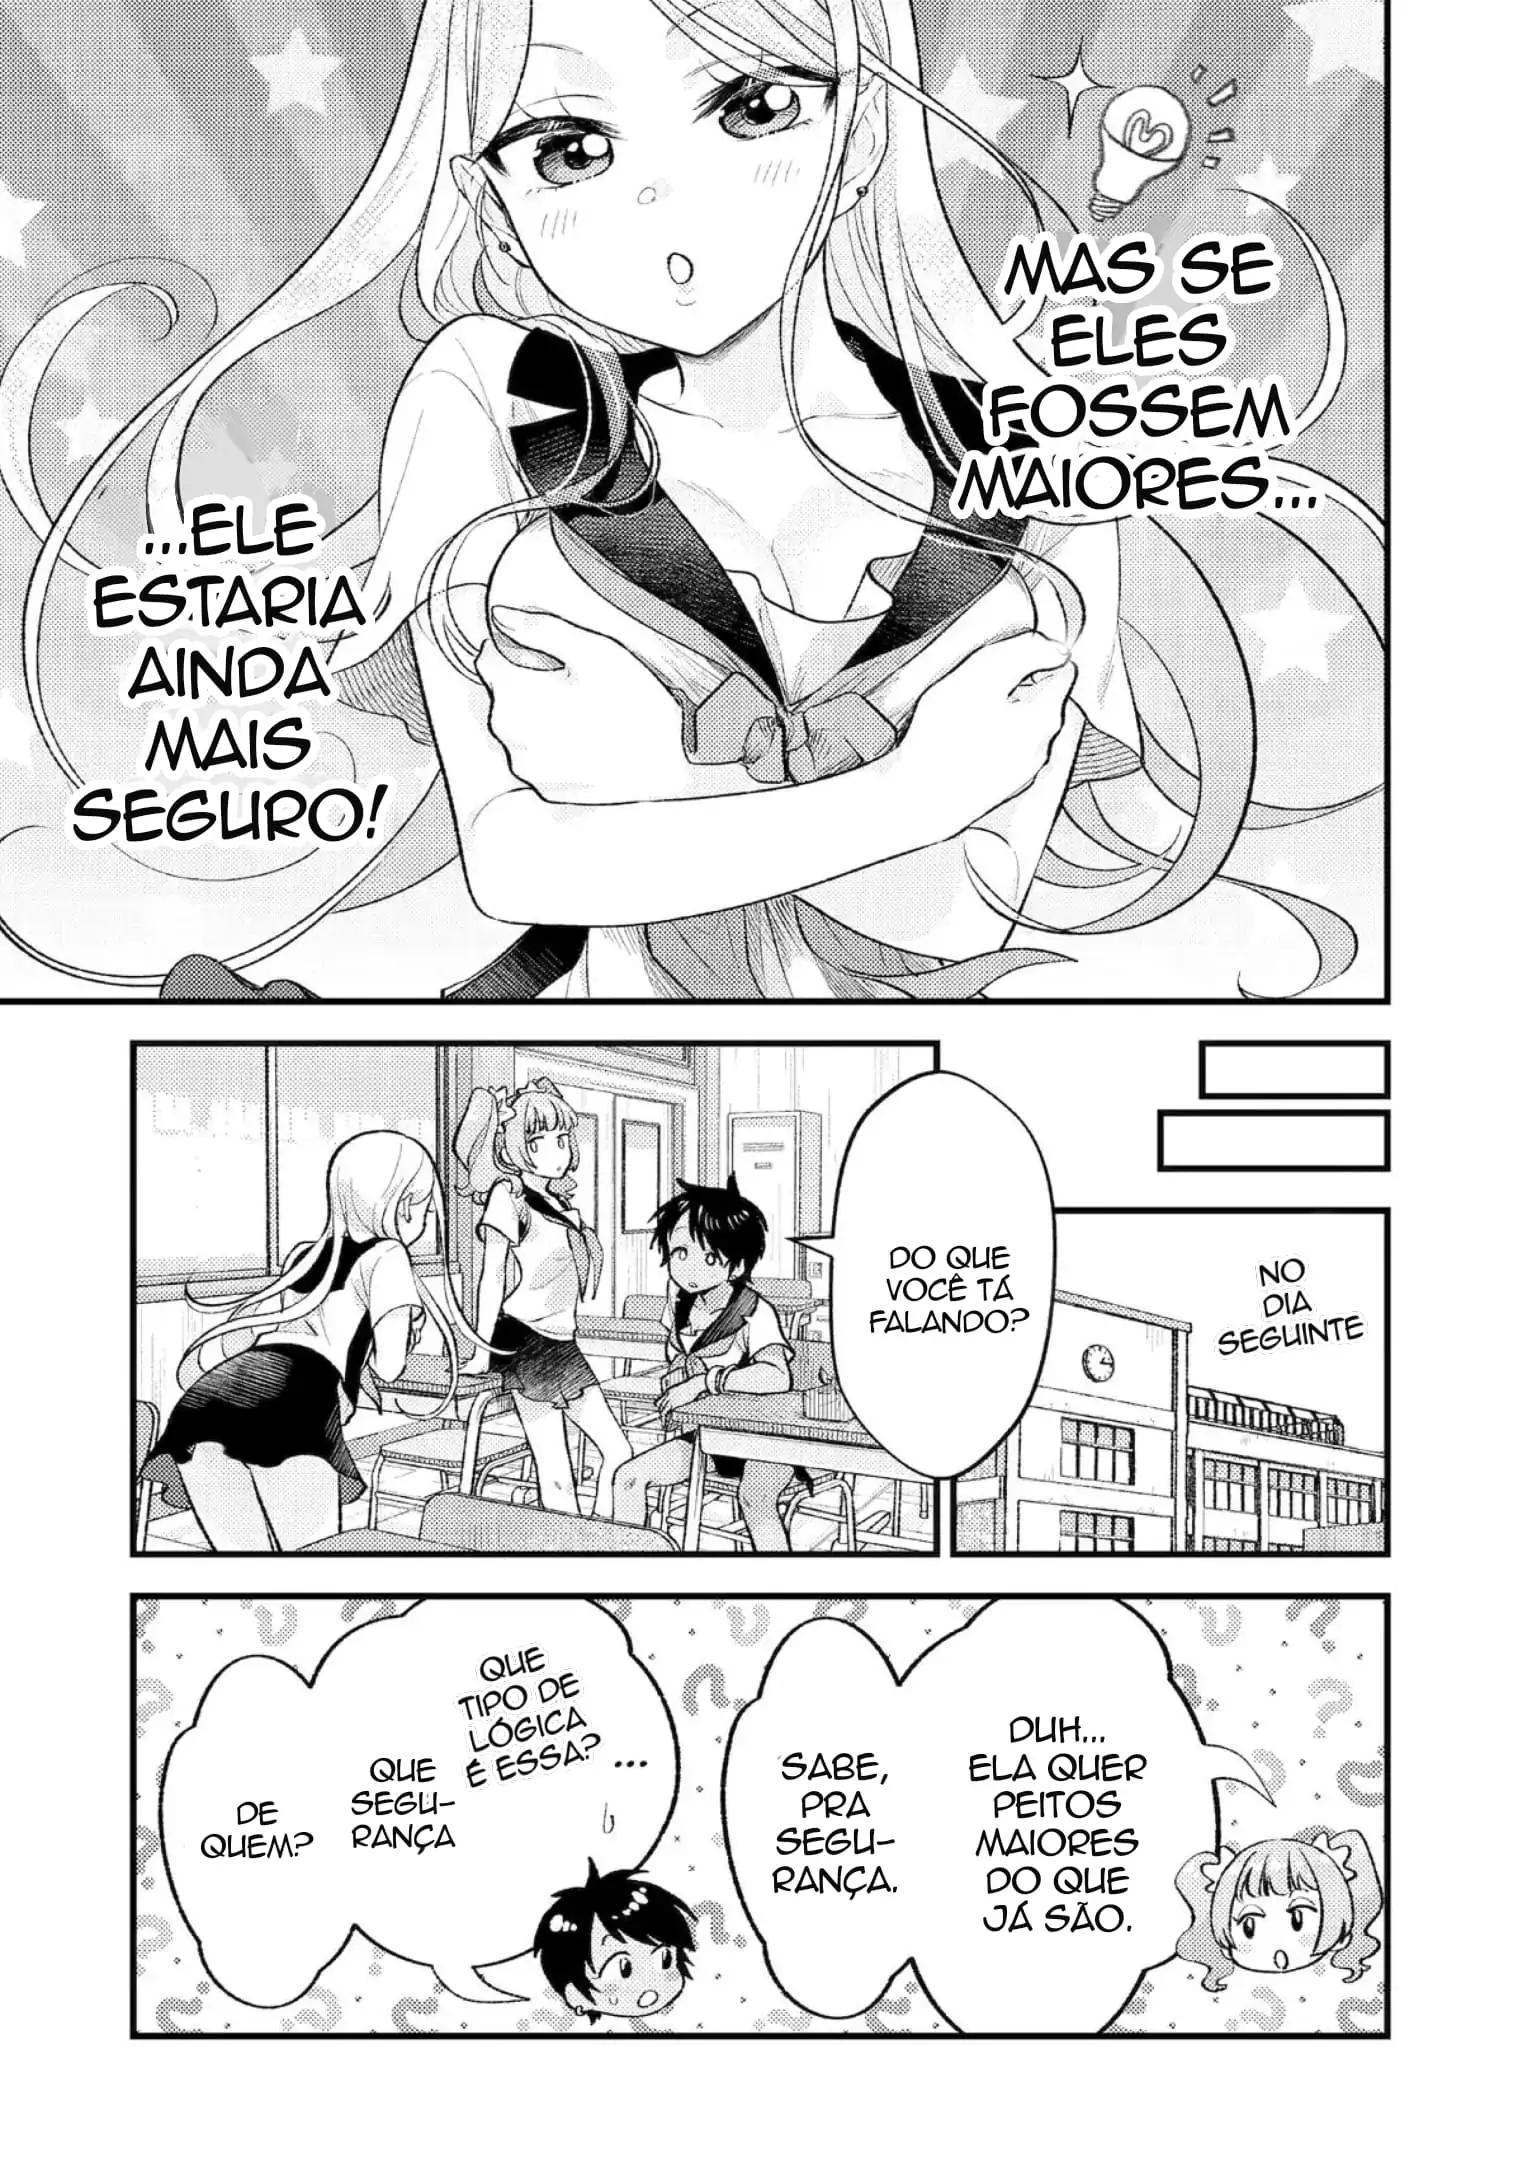 MAS SE
ELES
FOSSEM
MAIORES...
...ELE
ESTARIA
AINDA
MAIS
SEGURO!
NO
DIA
SEGUINTE
DO QUE
VOCÊ TÁ
FALANDO?
DUH...
ELA QUER
PEITOS
MAIORES
DO QUE
JÁ SÃO.
SABE,
PRA
SEGU-
RANÇA.
...
QUE
TIPO DE
LÓGICA
É ESSA?
QUE
SEGU-
RANÇA
DE
QUEM?